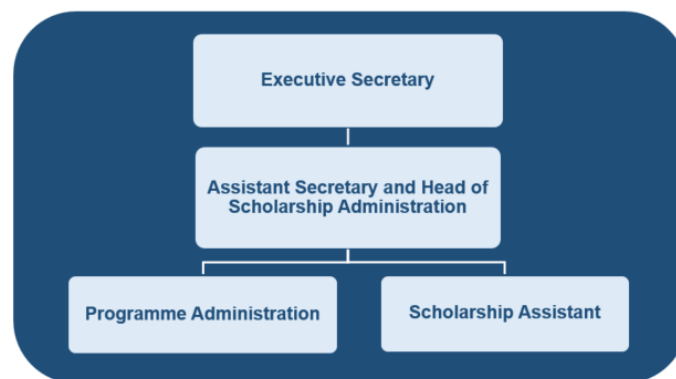 Executive Secretary
Assistant Secretary and Head of
Scholarship Administration
Programme Administration
Scholarship Assistant